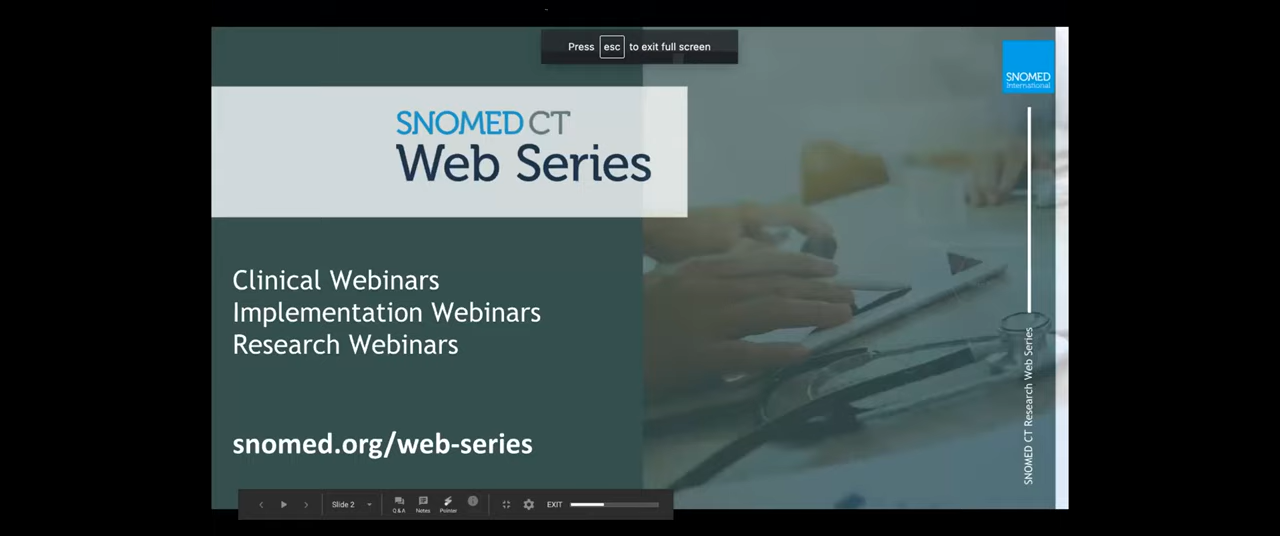 Press esc to exit full screen
SNOMED
International
SNOMED CT
Web Series
Clinical Webinars
Implementation Webinars
Research Webinars
snomed.org/web-series
SNOMED CT Research Web Series
Slide 2
Q&A
Notes
Pointer
EXIT